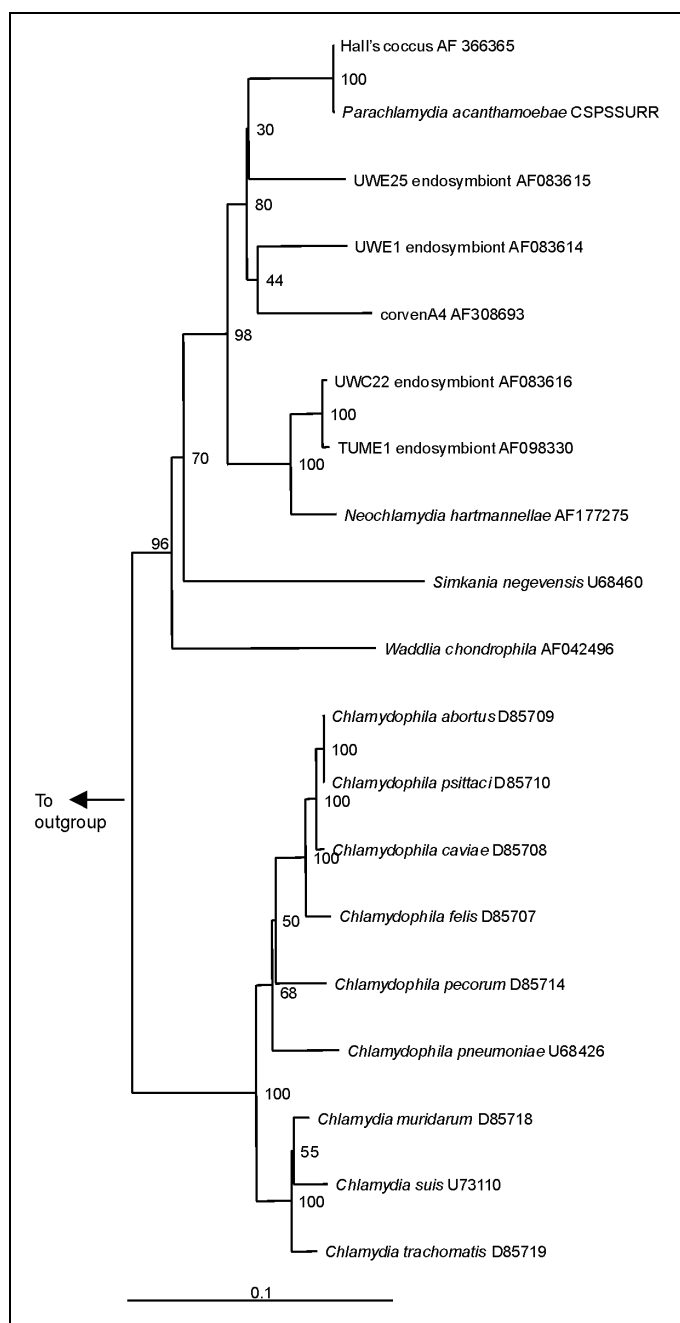 Hall's coccus AF 366365
100
Parachlamydia acanthamoebae CSPSSURR
30
UWE25 endosymbiont AF083615
80
UWE1 endosymbiont AF083614
44
corvenA4 AF308693
98
UWC22 endosymbiont AF083616
100
TUME1 endosymbiont AF098330
70
100
Neochlamydia hartmannellae AF177275
96
Simkania negevensis U68460
Waddlia chondrophila AF042496
Chlamydophila abortus D85709
100
Chlamydophila psittaci D85710
To
outgroup
100
Chlamydophila caviae D85708
100
Chlamydophila felis D85707
50
Chlamydophila pecorum D85714
68
Chlamydophila pneumoniae U68426
100
Chlamydia muridarum D85718
55
Chlamydia suis U73110
100
Chlamydia trachomatis D85719
0.1